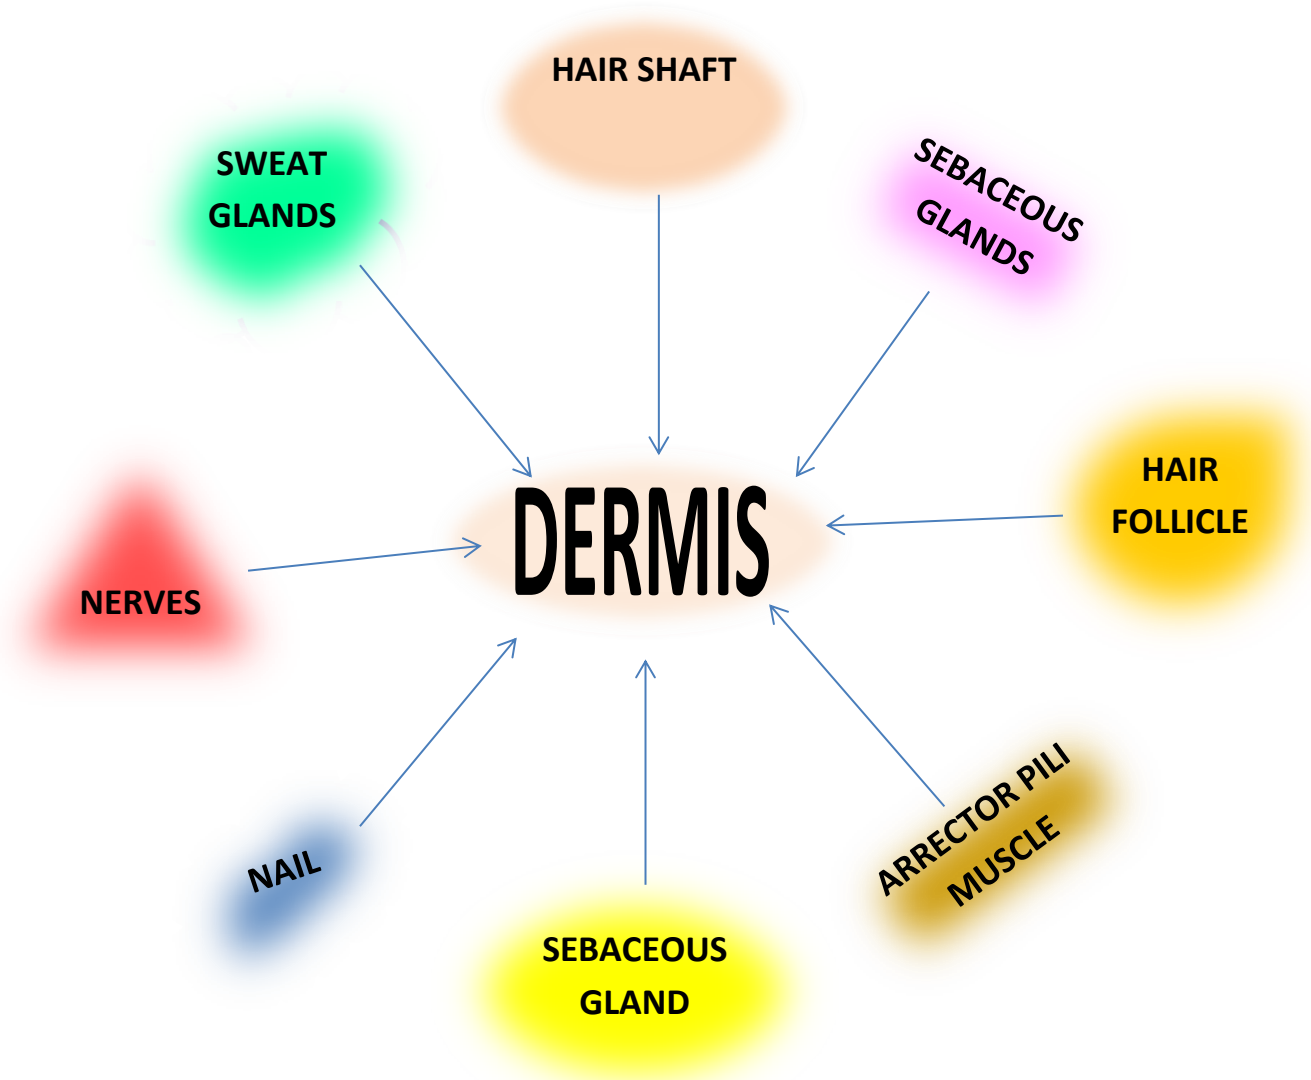 HAIR SHAFT
SWEAT
GLANDS
SEBACEOUS
GLANDS
HAIR
FOLLICLE
DERMIS
NERVES
ARRECTOR PILI
MUSCLE
NAIL
SEBACEOUS
GLAND